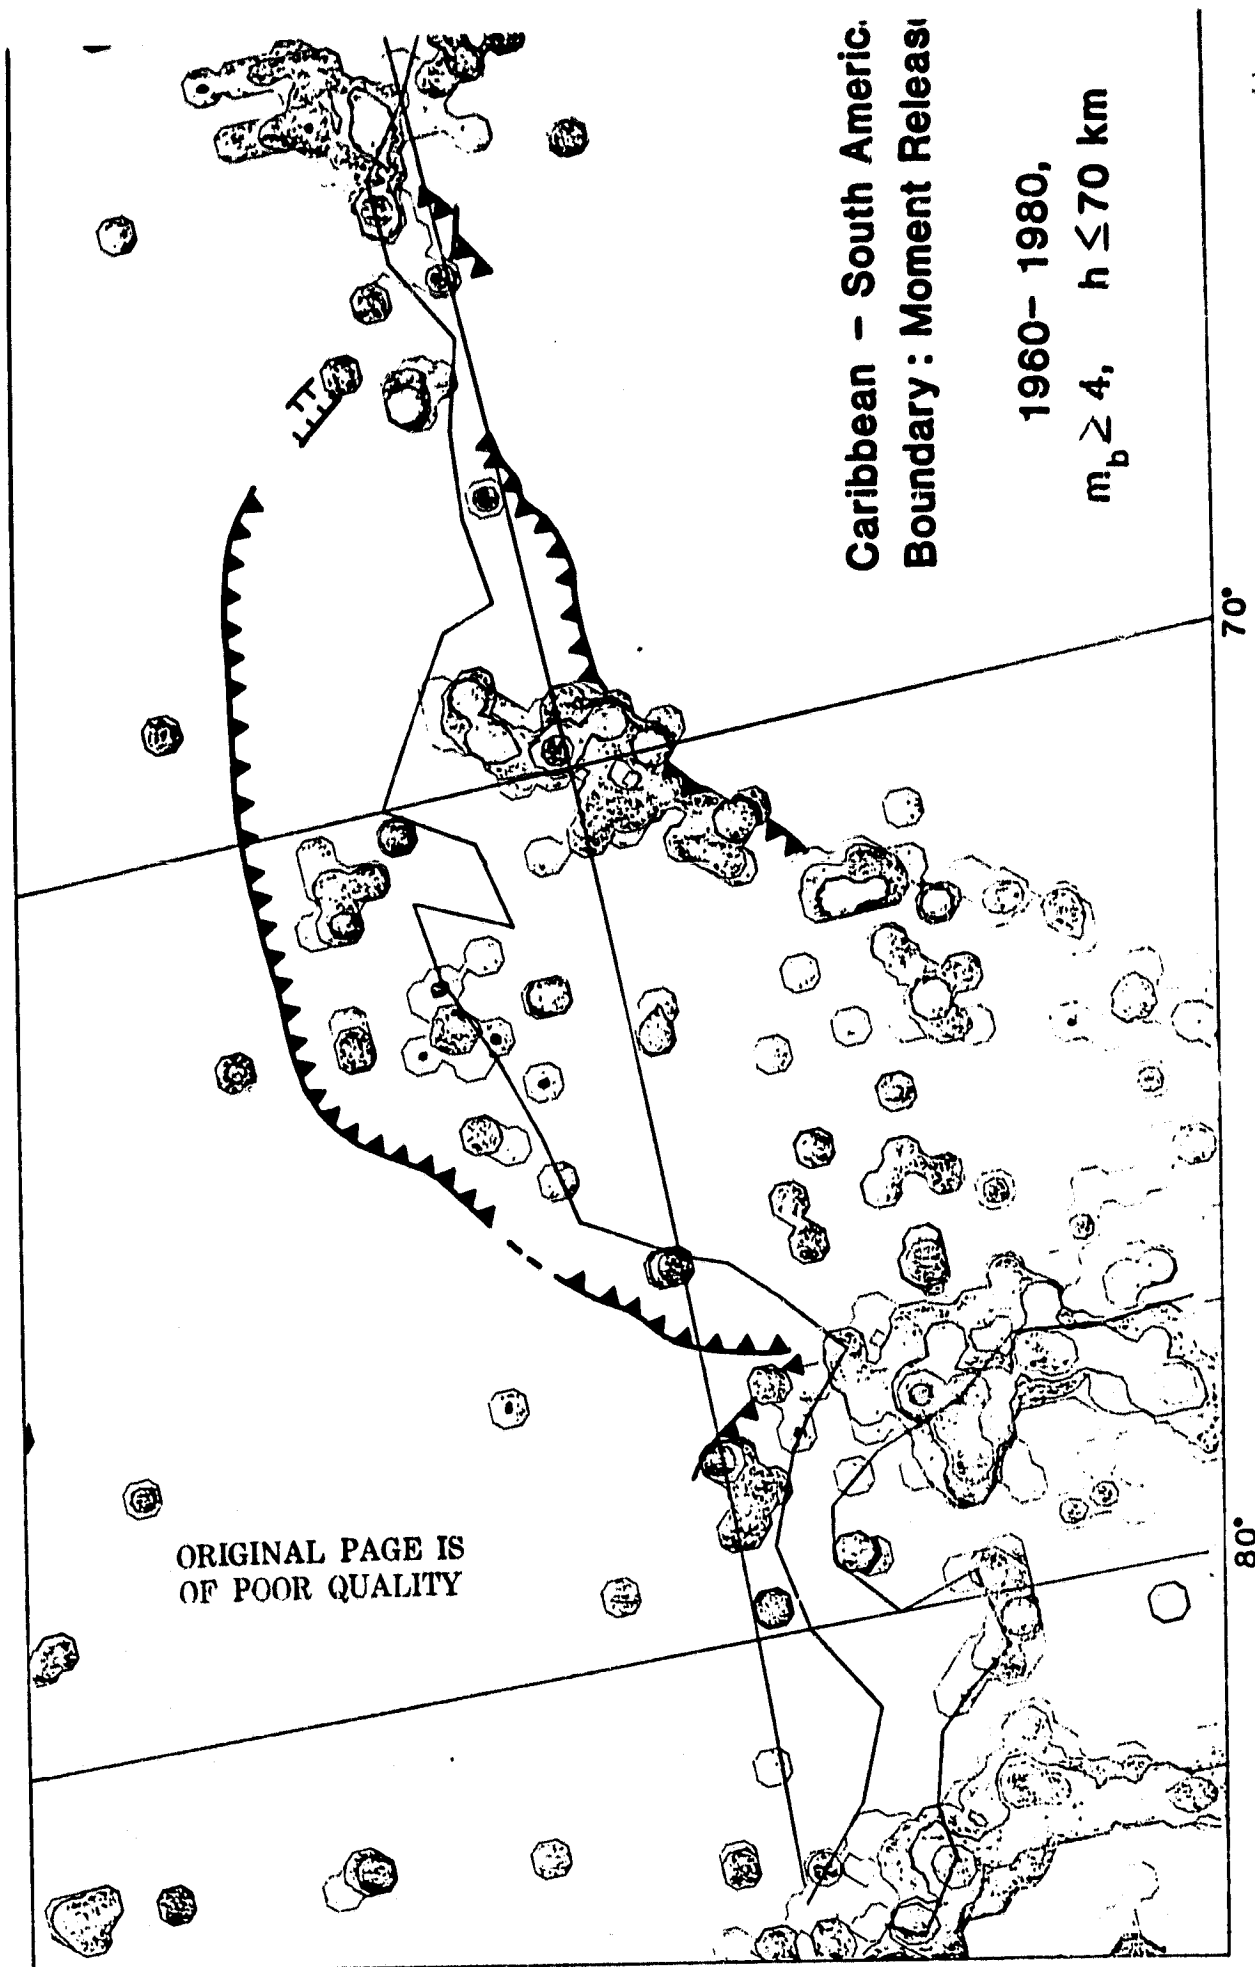 Caribbean – South Americ
Boundary : Moment Releas
1960– 1980,
m_b ≥ 4, h ≤ 70 km
70°
80°
ORIGINAL PAGE IS
OF POOR QUALITY